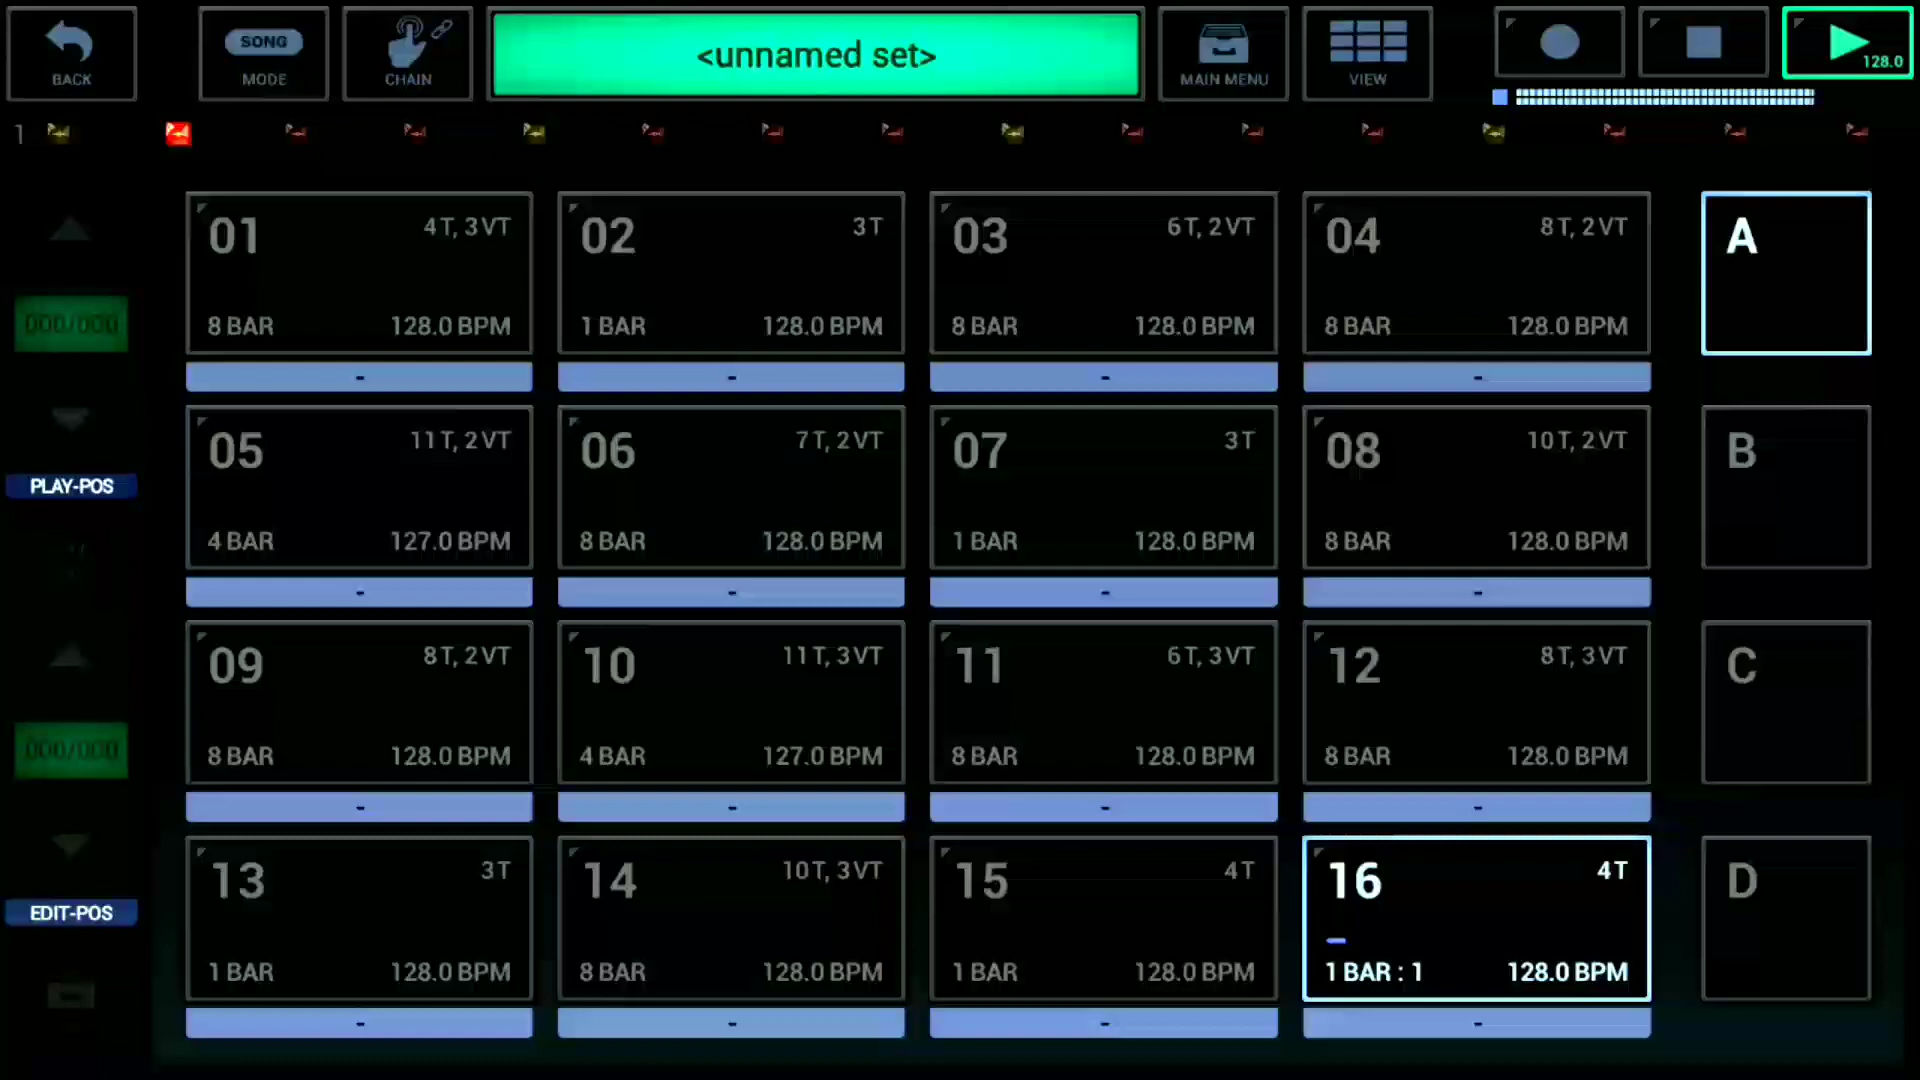 BACK
SONG
MODE
CHAIN
<unnamed set>
MAIN MENU
VIEW
128.0
1
01 4T, 3VT
8 BAR 128.0 BPM
-
02 3T
1 BAR 128.0 BPM
-
03 6T, 2VT
8 BAR 128.0 BPM
-
04 8T, 2VT
8 BAR 128.0 BPM
-
A
000/000
PLAY-POS
05 11T, 2VT
4 BAR 127.0 BPM
-
06 7T, 2VT
8 BAR 128.0 BPM
-
07 3T
1 BAR 128.0 BPM
-
08 10T, 2VT
8 BAR 128.0 BPM
-
B
09 8T, 2VT
8 BAR 128.0 BPM
-
10 11T, 3VT
4 BAR 127.0 BPM
-
11 6T, 3VT
8 BAR 128.0 BPM
-
12 8T, 3VT
8 BAR 128.0 BPM
-
C
000/000
EDIT-POS
13 3T
1 BAR 128.0 BPM
-
14 10T, 3VT
8 BAR 128.0 BPM
-
15 4T
1 BAR 128.0 BPM
-
16 4T
1 BAR : 1 128.0 BPM
-
D